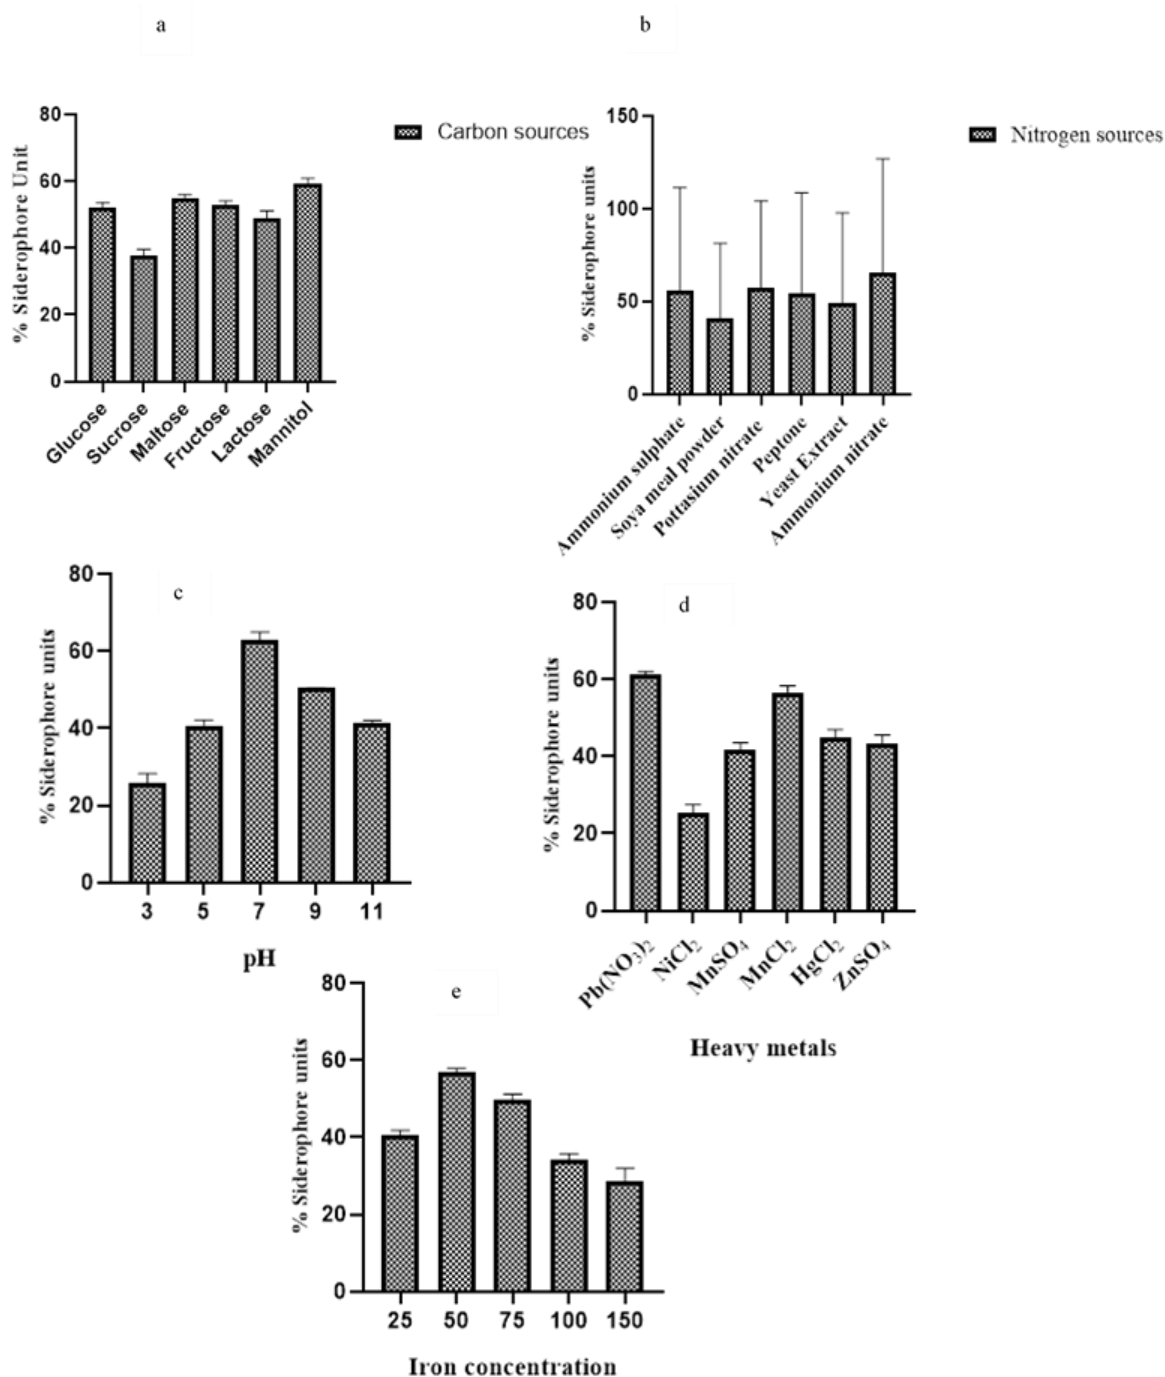 a
b
80
60
40
20
0
% Siderophore Unit
Carbon sources
Glucose
Sucrose
Maltose
Fructose
Lactose
Mannitol
150
100
50
0
% Siderophore units
Nitrogen sources
Ammonium sulphate
Soya meal powder
Pottasium nitrate
Peptone
Yeast Extract
Ammonium nitrate
c
80
60
40
20
0
% Siderophore units
3 5 7 9 11
pH
d
80
60
40
20
0
% Siderophore units
Pb(NO₃)₂
NiCl₂
MnSO₄
MnCl₂
HgCl₂
ZnSO₄
Heavy metals
e
80
60
40
20
0
% Siderophore units
25 50 75 100 150
Iron concentration